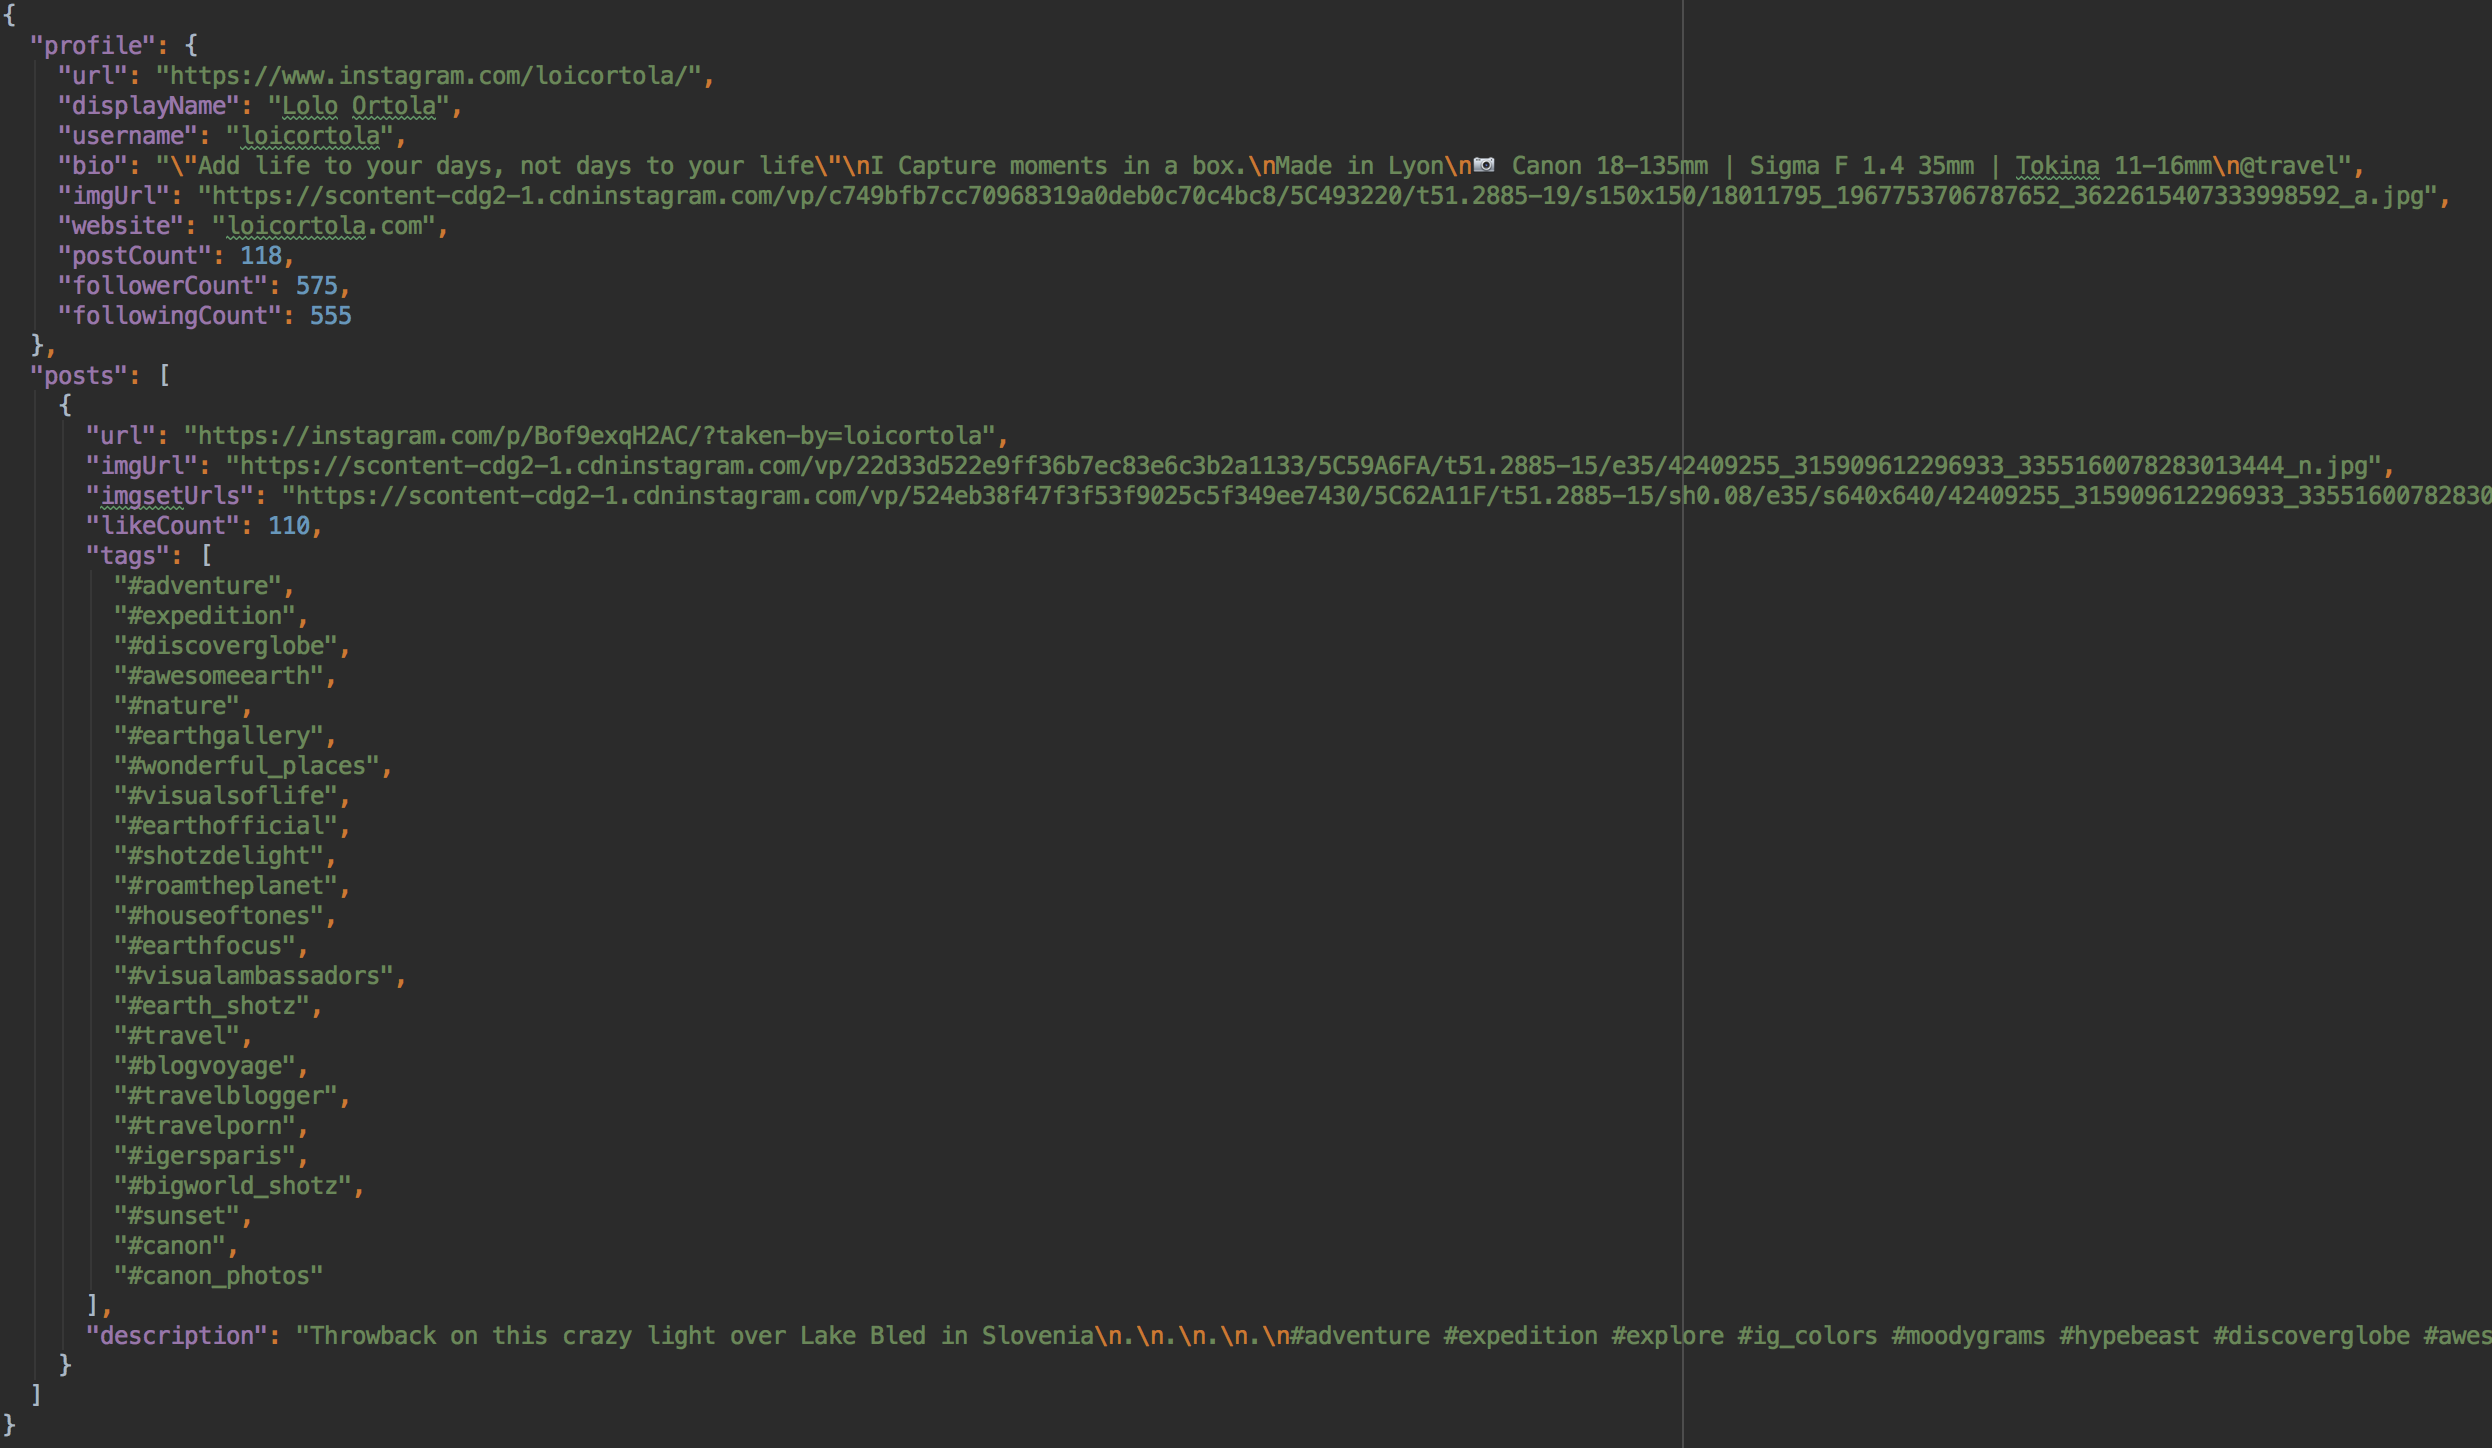 {
  "profile": {
    "url": "https://www.instagram.com/loicortola/",
    "displayName": "Lolo Ortola",
    "username": "loicortola",
    "bio": "\"Add life to your days, not days to your life\"\nI Capture moments in a box.\nMade in Lyon\n📷 Canon 18-135mm | Sigma F 1.4 35mm | Tokina 11-16mm\n@travel",
    "imgUrl": "https://scontent-cdg2-1.cdninstagram.com/vp/c749bfb7cc70968319a0deb0c70c4bc8/5C493220/t51.2885-19/s150x150/18011795_1967753706787652_3622615407333998592_a.jpg",
    "website": "loicortola.com",
    "postCount": 118,
    "followerCount": 575,
    "followingCount": 555
  },
  "posts": [
    {
      "url": "https://instagram.com/p/Bof9exqH2AC/?taken-by=loicortola",
      "imgUrl": "https://scontent-cdg2-1.cdninstagram.com/vp/22d33d522e9ff36b7ec83e6c3b2a1133/5C59A6FA/t51.2885-15/e35/42409255_315909612296933_3355160078283013444_n.jpg",
      "imgsetUrls": "https://scontent-cdg2-1.cdninstagram.com/vp/524eb38f47f3f53f9025c5f349ee7430/5C62A11F/t51.2885-15/sh0.08/e35/s640x640/42409255_315909612296933_33551600782830
      "likeCount": 110,
      "tags": [
        "#adventure",
        "#expedition",
        "#discoverglobe",
        "#awesomeearth",
        "#nature",
        "#earthgallery",
        "#wonderful_places",
        "#visualsoflife",
        "#earthofficial",
        "#shotzdelight",
        "#roamtheplanet",
        "#houseoftones",
        "#earthfocus",
        "#visualambassadors",
        "#earth_shotz",
        "#travel",
        "#blogvoyage",
        "#travelblogger",
        "#travelporn",
        "#igersparis",
        "#bigworld_shotz",
        "#sunset",
        "#canon",
        "#canon_photos"
      ],
      "description": "Throwback on this crazy light over Lake Bled in Slovenia\n.\n.\n.\n.\n#adventure #expedition #explore #ig_colors #moodygrams #hypebeast #discoverglobe #awes
    }
  ]
}